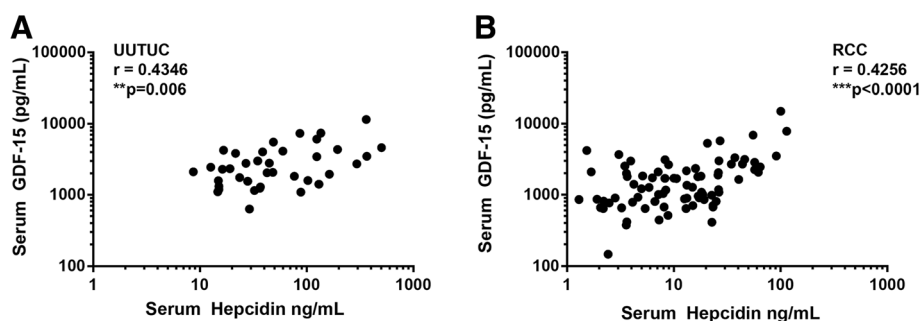 A
UUTUC
r = 0.4346
**p=0.006
Serum GDF-15 (pg/mL)
100000
10000
1000
100
1
10
100
1000
Serum Hepcidin ng/mL
B
RCC
r = 0.4256
***p<0.0001
Serum GDF-15 (pg/mL)
100000
10000
1000
100
1
10
100
1000
Serum Hepcidin ng/mL